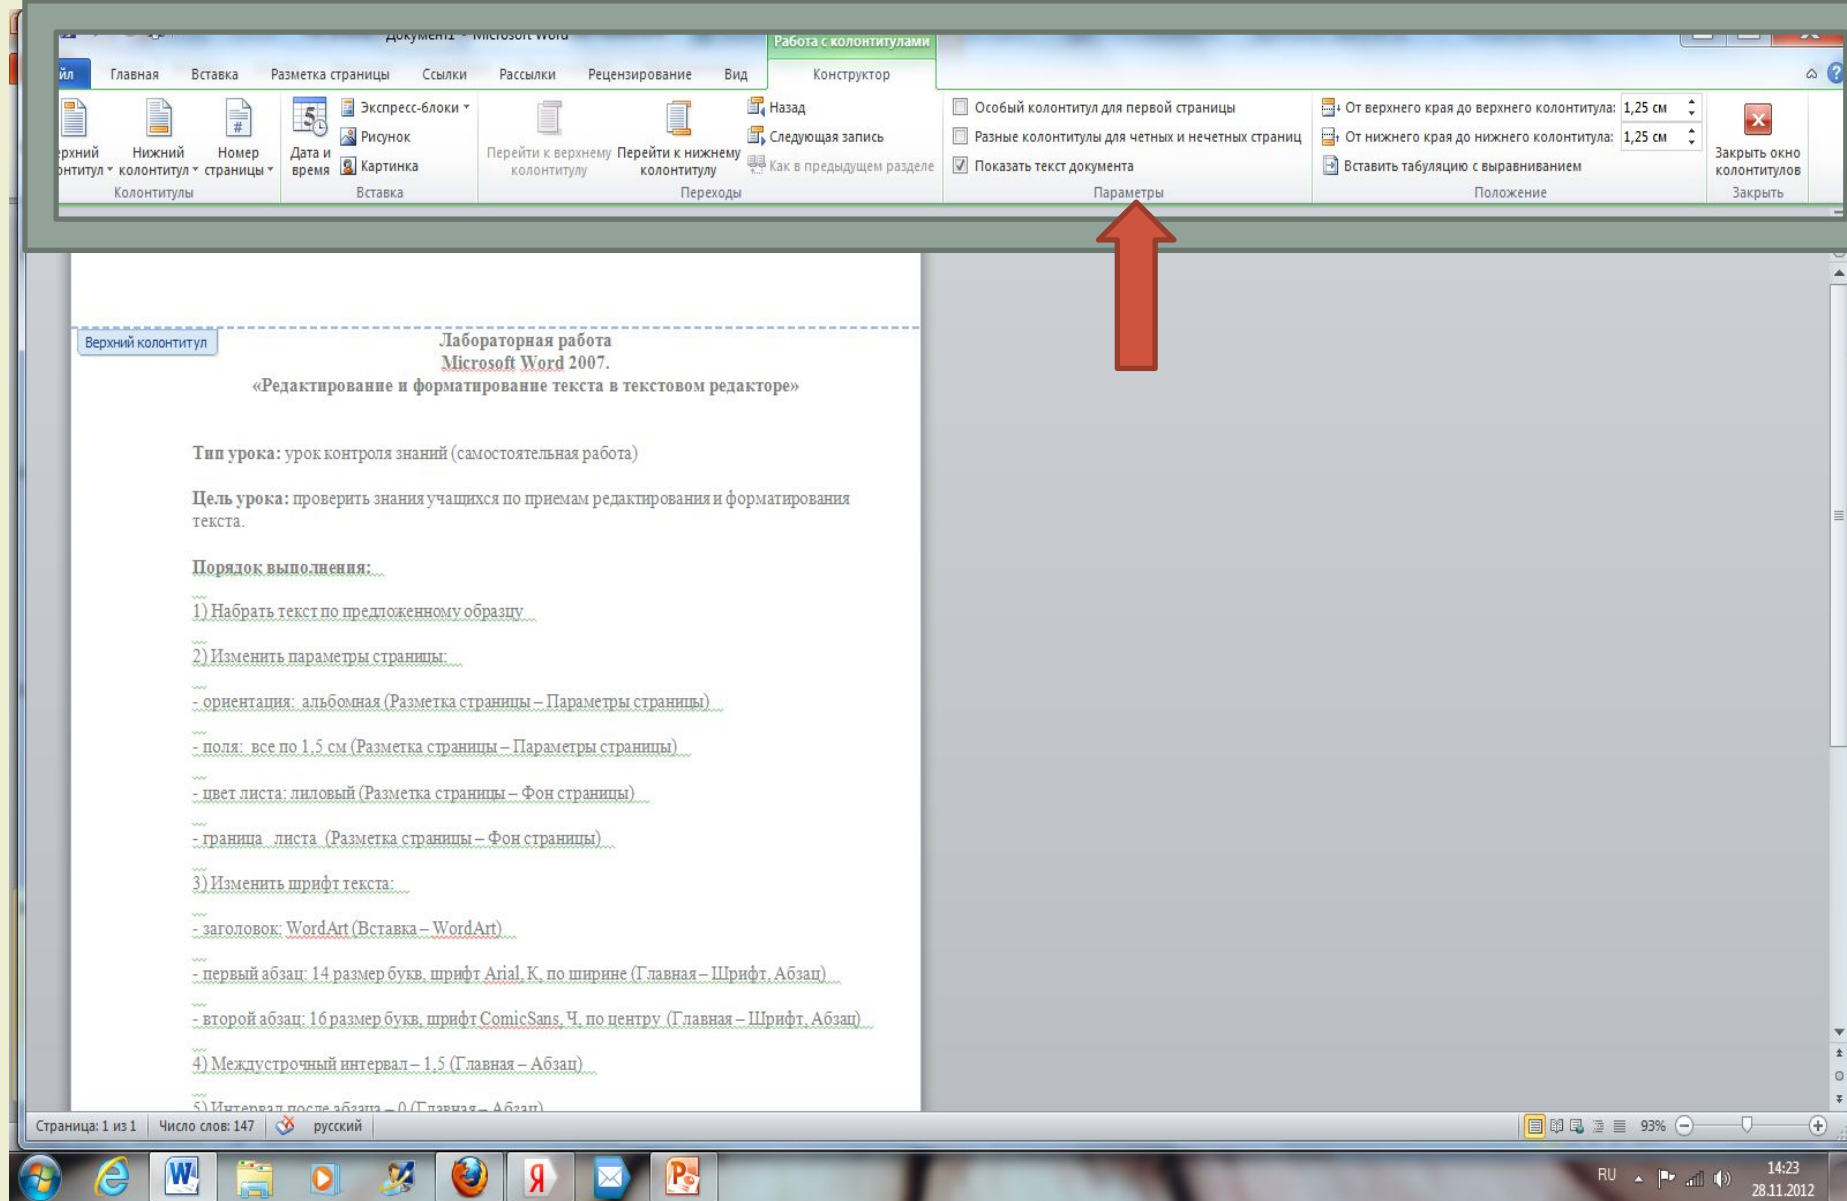 Документ1 - Microsoft Word
Работа с колонтитулами
Главная Вставка Разметка страницы Ссылки Рассылки Рецензирование Вид Конструктор
Нижний колонтитул
Номер страницы
Колонтитулы
Дата и время
Экспресс-блоки
Рисунок
Картинка
Вставка
Перейти к верхнему колонтитулу
Перейти к нижнему колонтитулу
Назад
Следующая запись
Как в предыдущем разделе
Переходы
Особый колонтитул для первой страницы
Разные колонтитулы для четных и нечетных страниц
Показать текст документа
Параметры
От верхнего края до верхнего колонтитула: 1,25 см
От нижнего края до нижнего колонтитула: 1,25 см
Вставить табуляцию с выравниванием
Положение
Закрыть окно колонтитулов
Закрыть
Верхний колонтитул
Лабораторная работа
Microsoft Word 2007.
«Редактирование и форматирование текста в текстовом редакторе»
Тип урока: урок контроля знаний (самостоятельная работа)
Цель урока: проверить знания учащихся по приемам редактирования и форматирования
текста.
Порядок выполнения:
1) Набрать текст по предложенному образцу
2) Изменить параметры страницы:
- ориентация: альбомная (Разметка страницы – Параметры страницы)
- поля: все по 1,5 см (Разметка страницы – Параметры страницы)
- цвет листа: лиловый (Разметка страницы – Фон страницы)
- граница листа (Разметка страницы – Фон страницы)
3) Изменить шрифт текста:
- заголовок: WordArt (Вставка – WordArt)
- первый абзац: 14 размер букв, шрифт Arial, К, по ширине (Главная – Шрифт, Абзац)
- второй абзац: 16 размер букв, шрифт ComicSans, Ч, по центру (Главная – Шрифт, Абзац)
4) Междустрочный интервал – 1,5 (Главная – Абзац)
5) Интервал после абзаца – 0 (Главная – Абзац)
Страница: 1 из 1 Число слов: 147 русский 93%
RU 14:23
28.11.2012